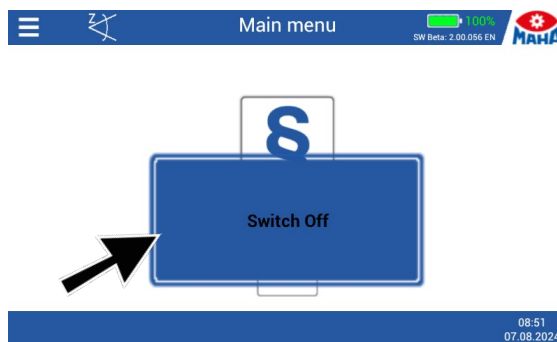 Z
Main menu
100%
SW Beta: 2.00.056 EN
MAHA
§
Switch Off
08:51
07.08.2024